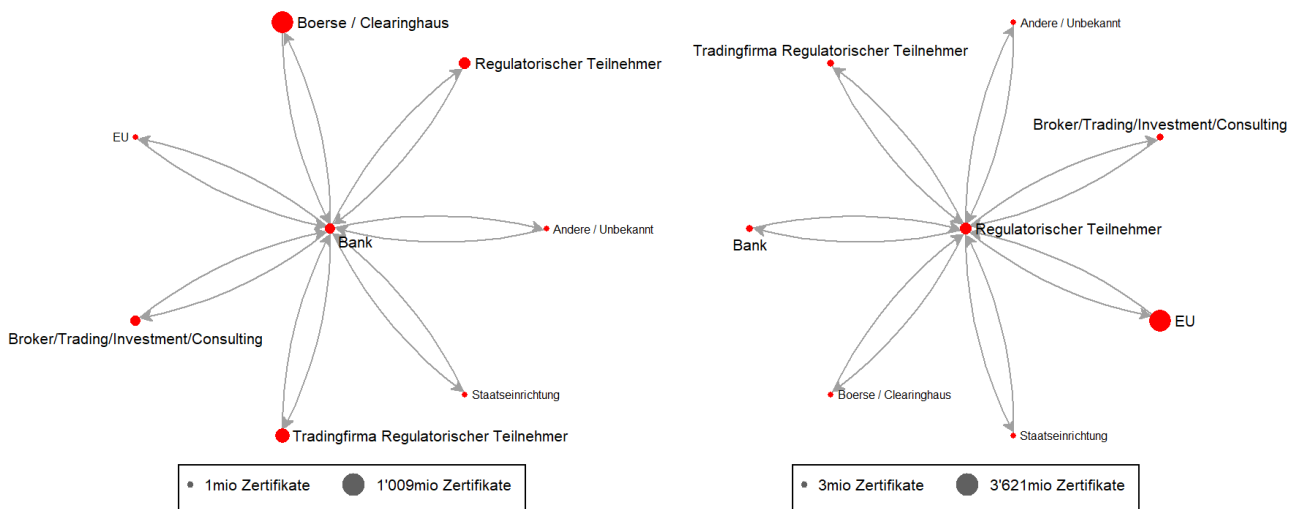 Boerse / Clearinghaus
Regulatorischer Teilnehmer
EU
Bank
Andere / Unbekannt
Broker/Trading/Investment/Consulting
Staatseinrichtung
Tradingfirma Regulatorischer Teilnehmer
1mio Zertifikate
1'009mio Zertifikate
Andere / Unbekannt
Tradingfirma Regulatorischer Teilnehmer
Broker/Trading/Investment/Consulting
Bank
Regulatorischer Teilnehmer
EU
Boerse / Clearinghaus
Staatseinrichtung
3mio Zertifikate
3'621mio Zertifikate